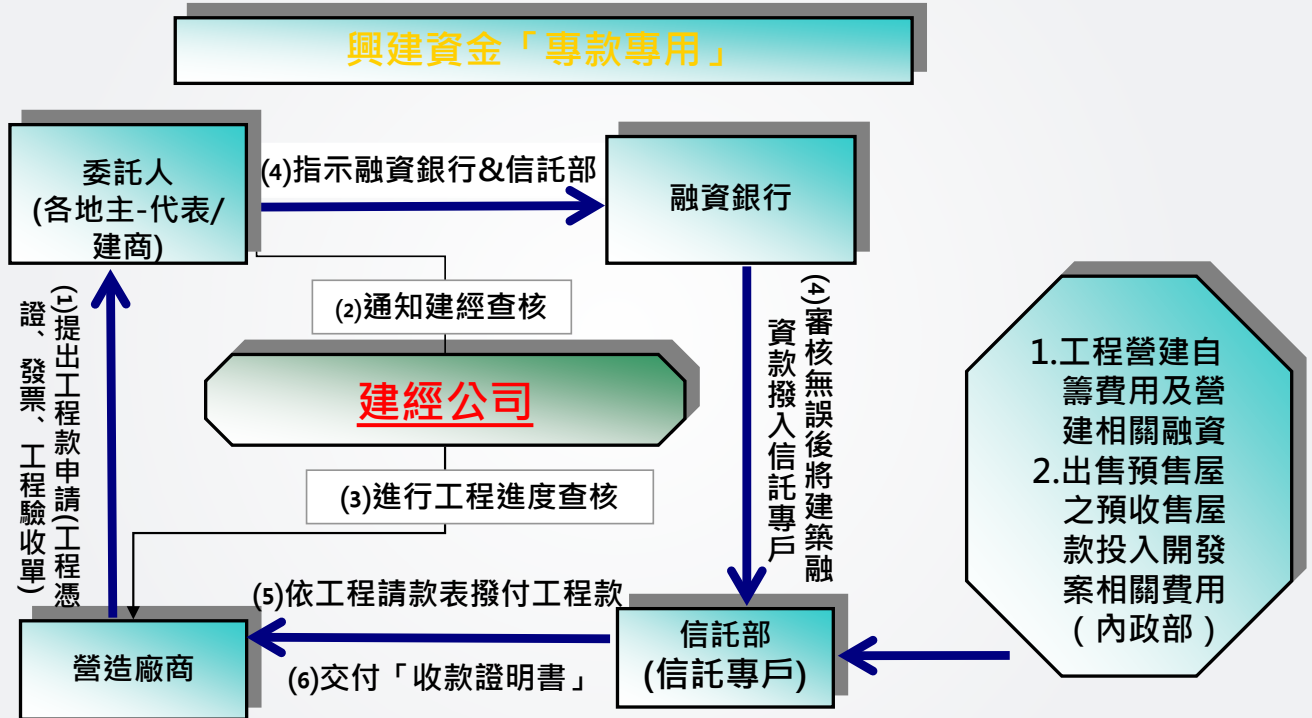 興建資金「專款專用」
委託人
(各地主-代表/
建商)
(4)指示融資銀行&信託部
融資銀行
(2)通知建經查核
建經公司
(3)進行工程進度查核
(1)提出工程款申請(工程憑
證、發票、工程驗收單)
(4)審核無誤後將建築融
資款撥入信託專戶
1.工程營建自
籌費用及營
建相關融資
2.出售預售屋
之預收售屋
款投入開發
案相關費用
(內政部)
(5)依工程請款表撥付工程款
營造廠商
(6)交付「收款證明書」
信託部
(信託專戶)